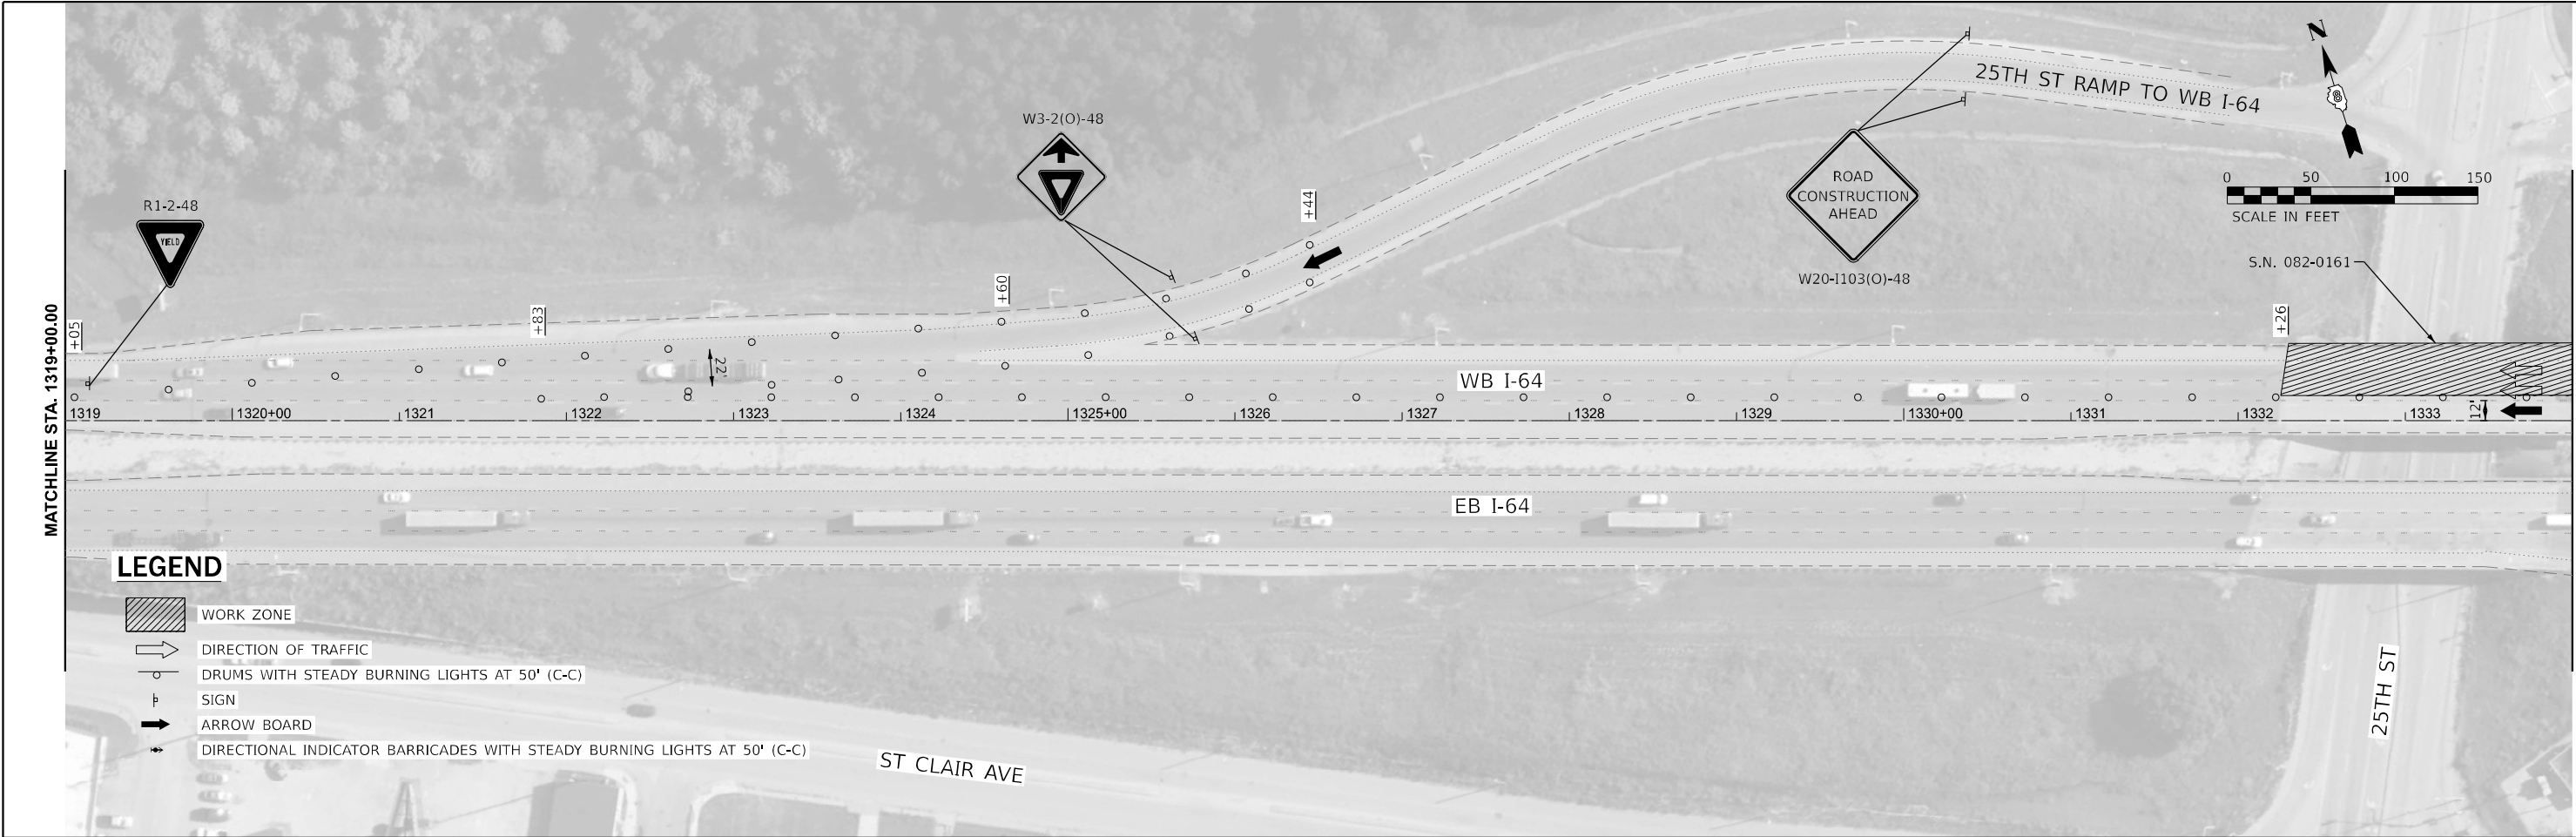 N
25TH ST RAMP TO WB I-64
W3-2(O)-48
ROAD
CONSTRUCTION
AHEAD
W20-I103(O)-48
0 50 100 150
SCALE IN FEET
R1-2-48
YIELD
+44
S.N. 082-0161
+60
+83
+05
+26
22'
WB I-64
12'
MATCHLINE STA. 1319+00.00
1319 1320+00 1321 1322 1323 1324 1325+00 1326 1327 1328 1329 1330+00 1331 1332 1333
EB I-64
LEGEND
WORK ZONE
DIRECTION OF TRAFFIC
DRUMS WITH STEADY BURNING LIGHTS AT 50' (C-C)
SIGN
ARROW BOARD
DIRECTIONAL INDICATOR BARRICADES WITH STEADY BURNING LIGHTS AT 50' (C-C)
ST CLAIR AVE
25TH ST